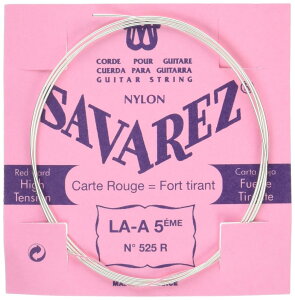 CORDE POUR GUITARE
CUERDA PARA GUITARRA
GUITAR STRING
NYLON
SAVAREZ
Red card
High
Tension
Carte Rouge = Fort tirant
Carta Roja
Fuerte
Tirante
LA-A 5ÈME
N° 525 R